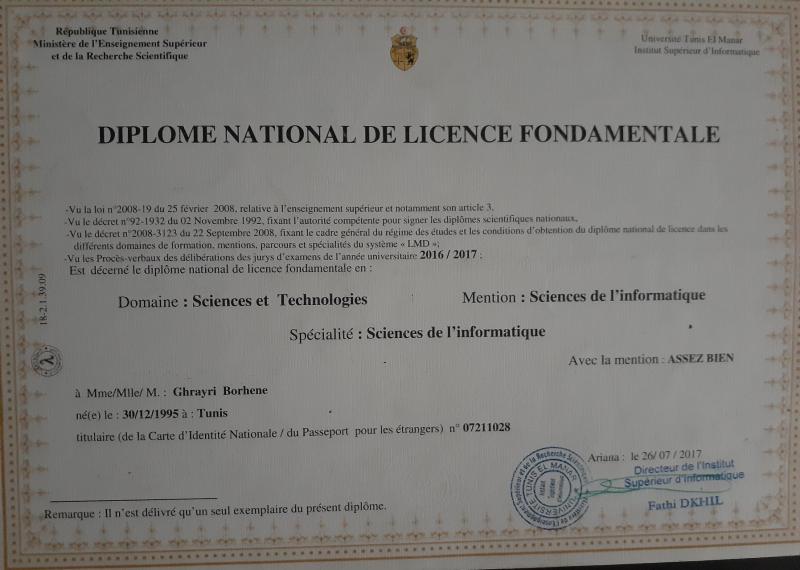 République Tunisienne
Ministère de l'Enseignement Supérieur
et de la Recherche Scientifique
Université Tunis El Manar
Institut Supérieur d'Informatique
DIPLOME NATIONAL DE LICENCE FONDAMENTALE
-Vu la loi n°2008-19 du 25 février 2008, relative à l'enseignement supérieur et notamment son article 3,
-Vu le décret n°92-1932 du 02 Novembre 1992, fixant l'autorité compétente pour signer les diplômes scientifiques nationaux,
-Vu le décret n°2008-3123 du 22 Septembre 2008, fixant le cadre général du régime des études et les conditions d'obtention du diplôme national de licence dans les
différents domaines de formation, mentions, parcours et spécialités du système « LMD »;
-Vu les Procès-verbaux des délibérations des jurys d'examens de l'année universitaire 2016 / 2017 ;
Est décerné le diplôme national de licence fondamentale en :
Domaine : Sciences et Technologies
Mention : Sciences de l'informatique
Spécialité : Sciences de l'informatique
Avec la mention : ASSEZ BIEN
18-2.1.39.09
à Mme/Mlle/ M. : Ghrayri Borhene
né(e) le : 30/12/1995 à : Tunis
titulaire (de la Carte d'Identité Nationale / du Passeport pour les étrangers) n° 07211028
Ariana : le 26/ 07 / 2017
Directeur de l'Institut
Supérieur d'Informatique
Fathi DKHIL
UNIVERSITE TUNIS EL MANAR
Remarque : Il n'est délivré qu'un seul exemplaire du présent diplôme.